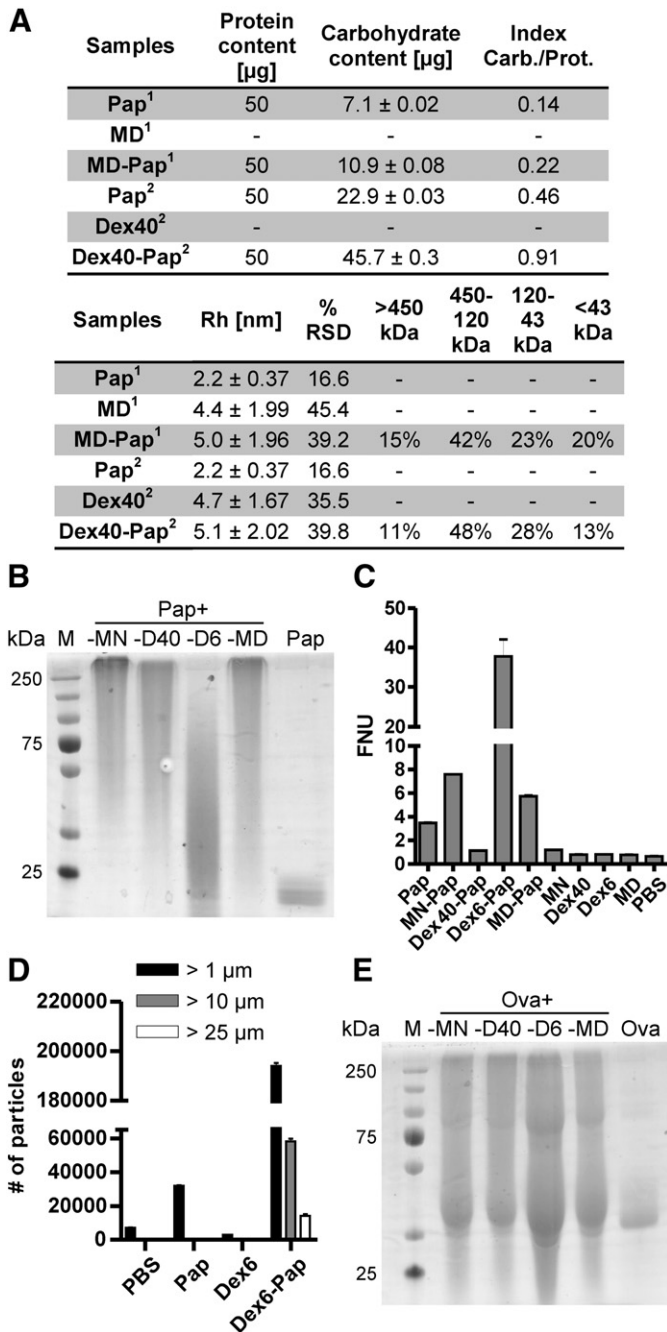 A
Samples Protein content [µg] Carbohydrate content [µg] Index Carb./Prot.
Pap¹ 50 7.1 ± 0.02 0.14
MD¹ - - -
MD-Pap¹ 50 10.9 ± 0.08 0.22
Pap² 50 22.9 ± 0.03 0.46
Dex40² - - -
Dex40-Pap² 50 45.7 ± 0.3 0.91
Samples Rh [nm] % RSD >450 kDa 450-120 kDa 120-43 kDa <43 kDa
Pap¹ 2.2 ± 0.37 16.6 - - - -
MD¹ 4.4 ± 1.99 45.4 - - - -
MD-Pap¹ 5.0 ± 1.96 39.2 15% 42% 23% 20%
Pap² 2.2 ± 0.37 16.6 - - - -
Dex40² 4.7 ± 1.67 35.5 - - - -
Dex40-Pap² 5.1 ± 2.02 39.8 11% 48% 28% 13%
B
Pap+
kDa M -MN -D40 -D6 -MD Pap
250
75
25
C
FNU
50
40
30
20
8
6
4
2
0
Pap
MN-Pap
Dex40-Pap
Dex6-Pap
MD-Pap
MN
Dex40
Dex6
MD
PBS
D
> 1 µm
> 10 µm
> 25 µm
# of particles
220000
200000
190000
60000
40000
20000
0
PBS
Pap
Dex6
Dex6-Pap
E
Ova+
kDa M -MN -D40 -D6 -MD Ova
250
75
25